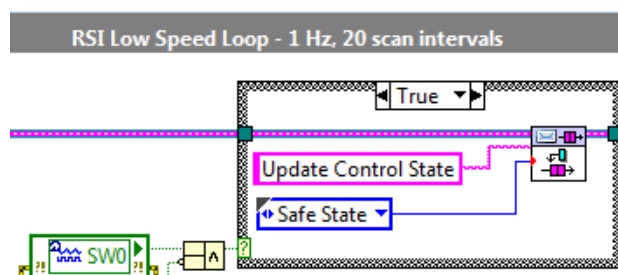 RSI Low Speed Loop - 1 Hz, 20 scan intervals
True
Update Control State
Safe State
SW0